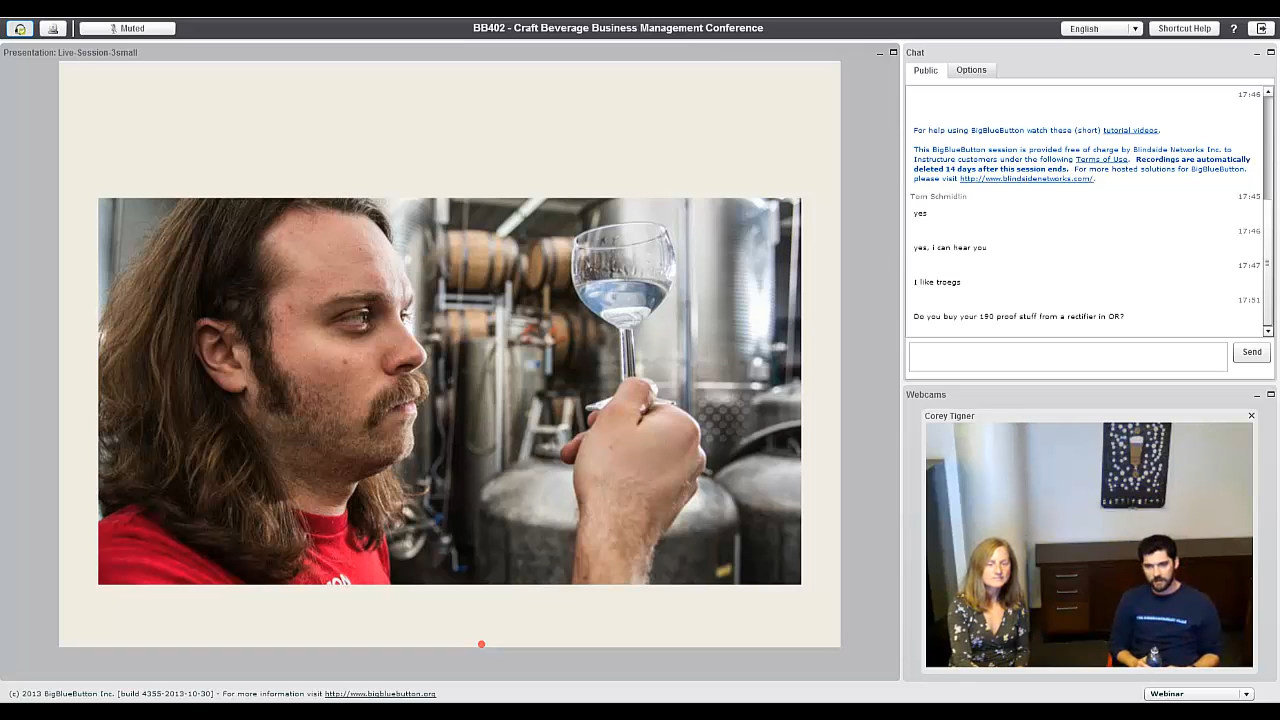 Muted
BB402 - Craft Beverage Business Management Conference
English
Shortcut Help
?
Presentation: Live-Session-3small
Chat
Public
Options
17:46
For help using BigBlueButton watch these (short) tutorial videos.
This BigBlueButton session is provided free of charge by Blindside Networks Inc. to
Instructure customers under the following Terms of Use. Recordings are automatically
deleted 14 days after this session ends. For more hosted solutions for BigBlueButton,
please visit http://www.blindsidenetworks.com/.
Tom Schmidlin 17:45
yes
17:46
yes, i can hear you
17:47
I like troegs
17:51
Do you buy your 190 proof stuff from a rectifier in OR?
Send
Webcams
Corey Tigner
(c) 2013 BigBlueButton Inc. [build 4355-2013-10-30] - For more information visit http://www.bigbluebutton.org
Webinar